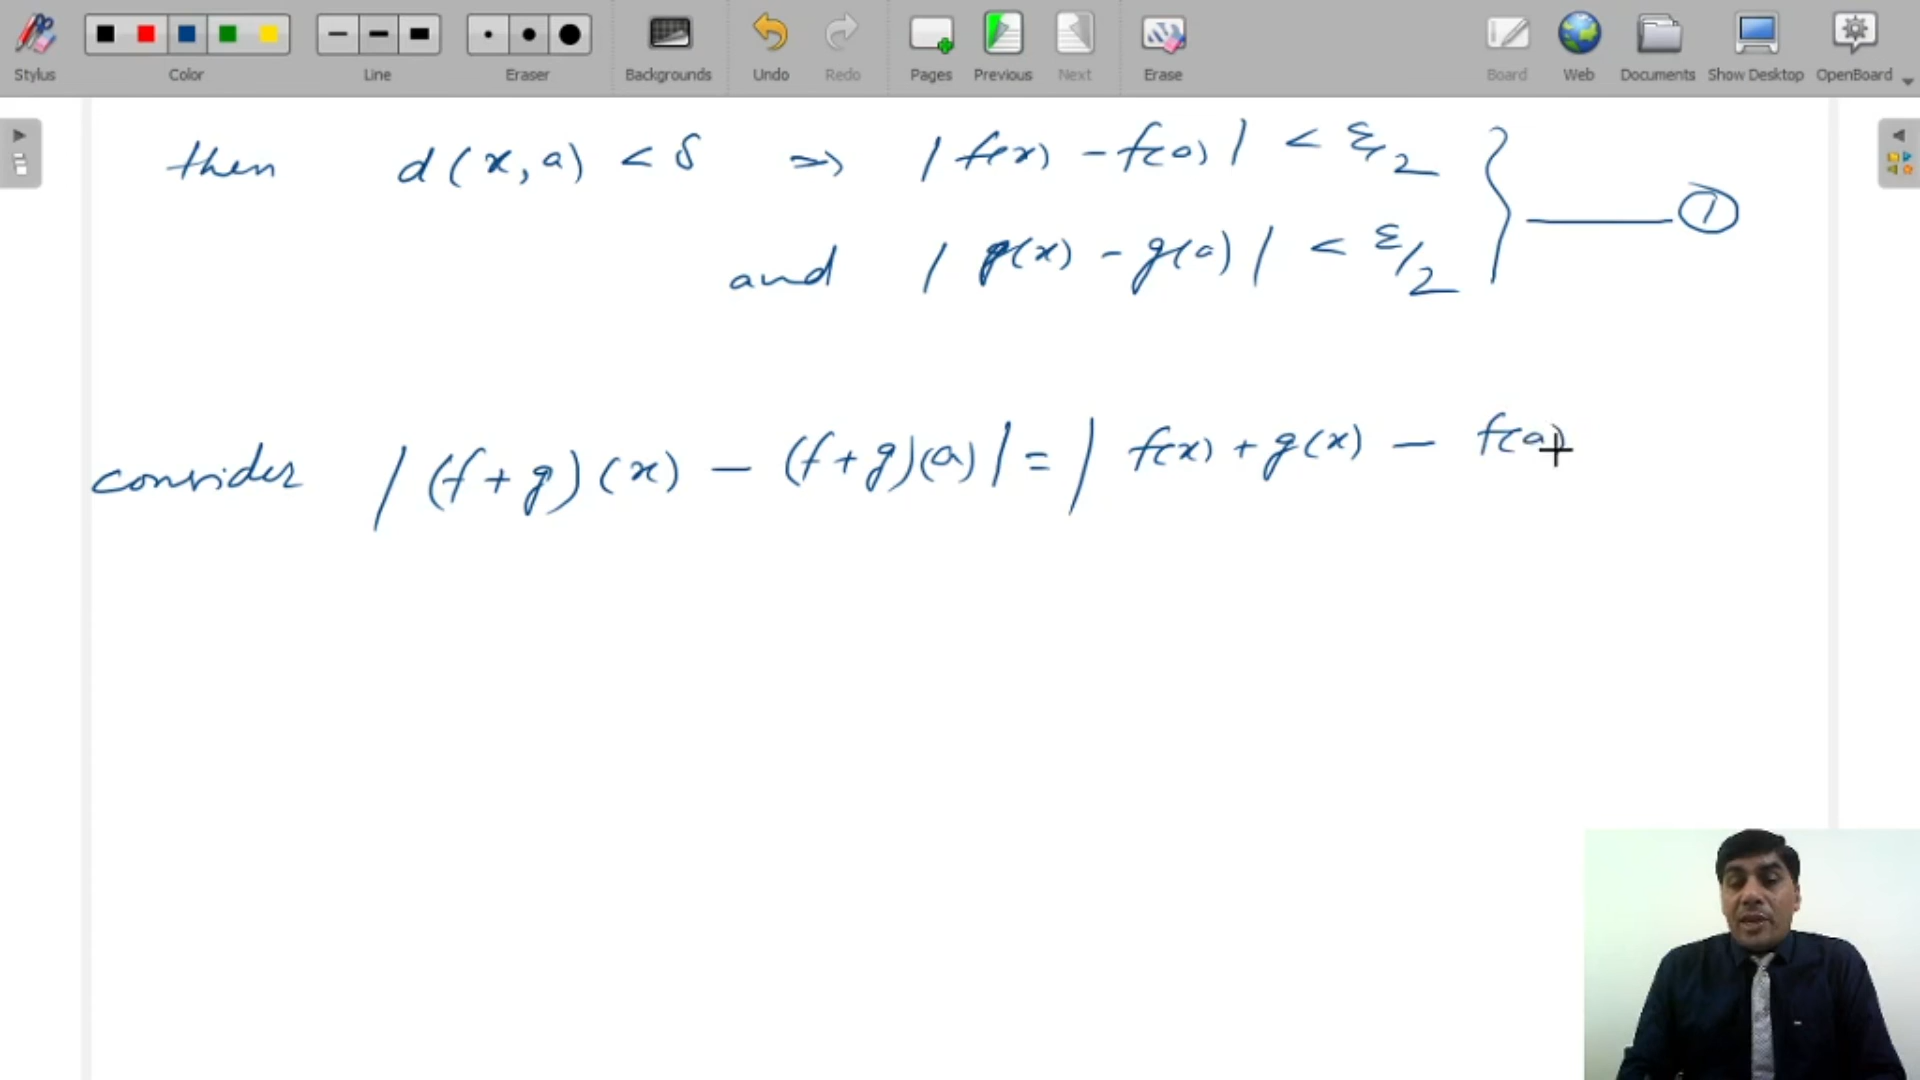 Stylus Color Line Eraser Backgrounds Undo Redo Pages Previous Next Erase Board Web Documents Show Desktop OpenBoard
then d(x,a) < δ => |f(x) - f(a)| < ε/2
and |g(x) - g(a)| < ε/2 } —— ①
consider |(f+g)(x) - (f+g)(a)| = | f(x) + g(x) - f(a)